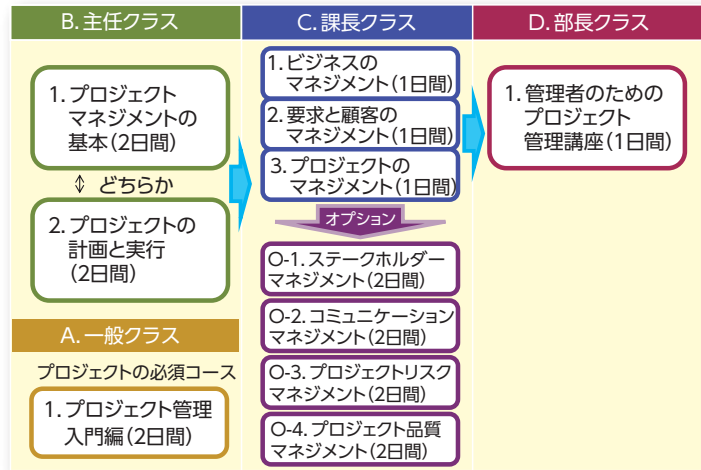 B.主任クラス
1.プロジェクト
マネジメントの
基本(2日間)
⇕ どちらか
2.プロジェクトの
計画と実行
(2日間)
A.一般クラス
プロジェクトの必須コース
1.プロジェクト管理
入門編(2日間)
C.課長クラス
1.ビジネスの
マネジメント(1日間)
2.要求と顧客の
マネジメント(1日間)
3.プロジェクトの
マネジメント(1日間)
オプション
O-1.ステークホルダー
マネジメント(2日間)
O-2.コミュニケーション
マネジメント(2日間)
O-3.プロジェクトリスク
マネジメント(2日間)
O-4.プロジェクト品質
マネジメント(2日間)
D.部長クラス
1.管理者のための
プロジェクト
管理講座(1日間)